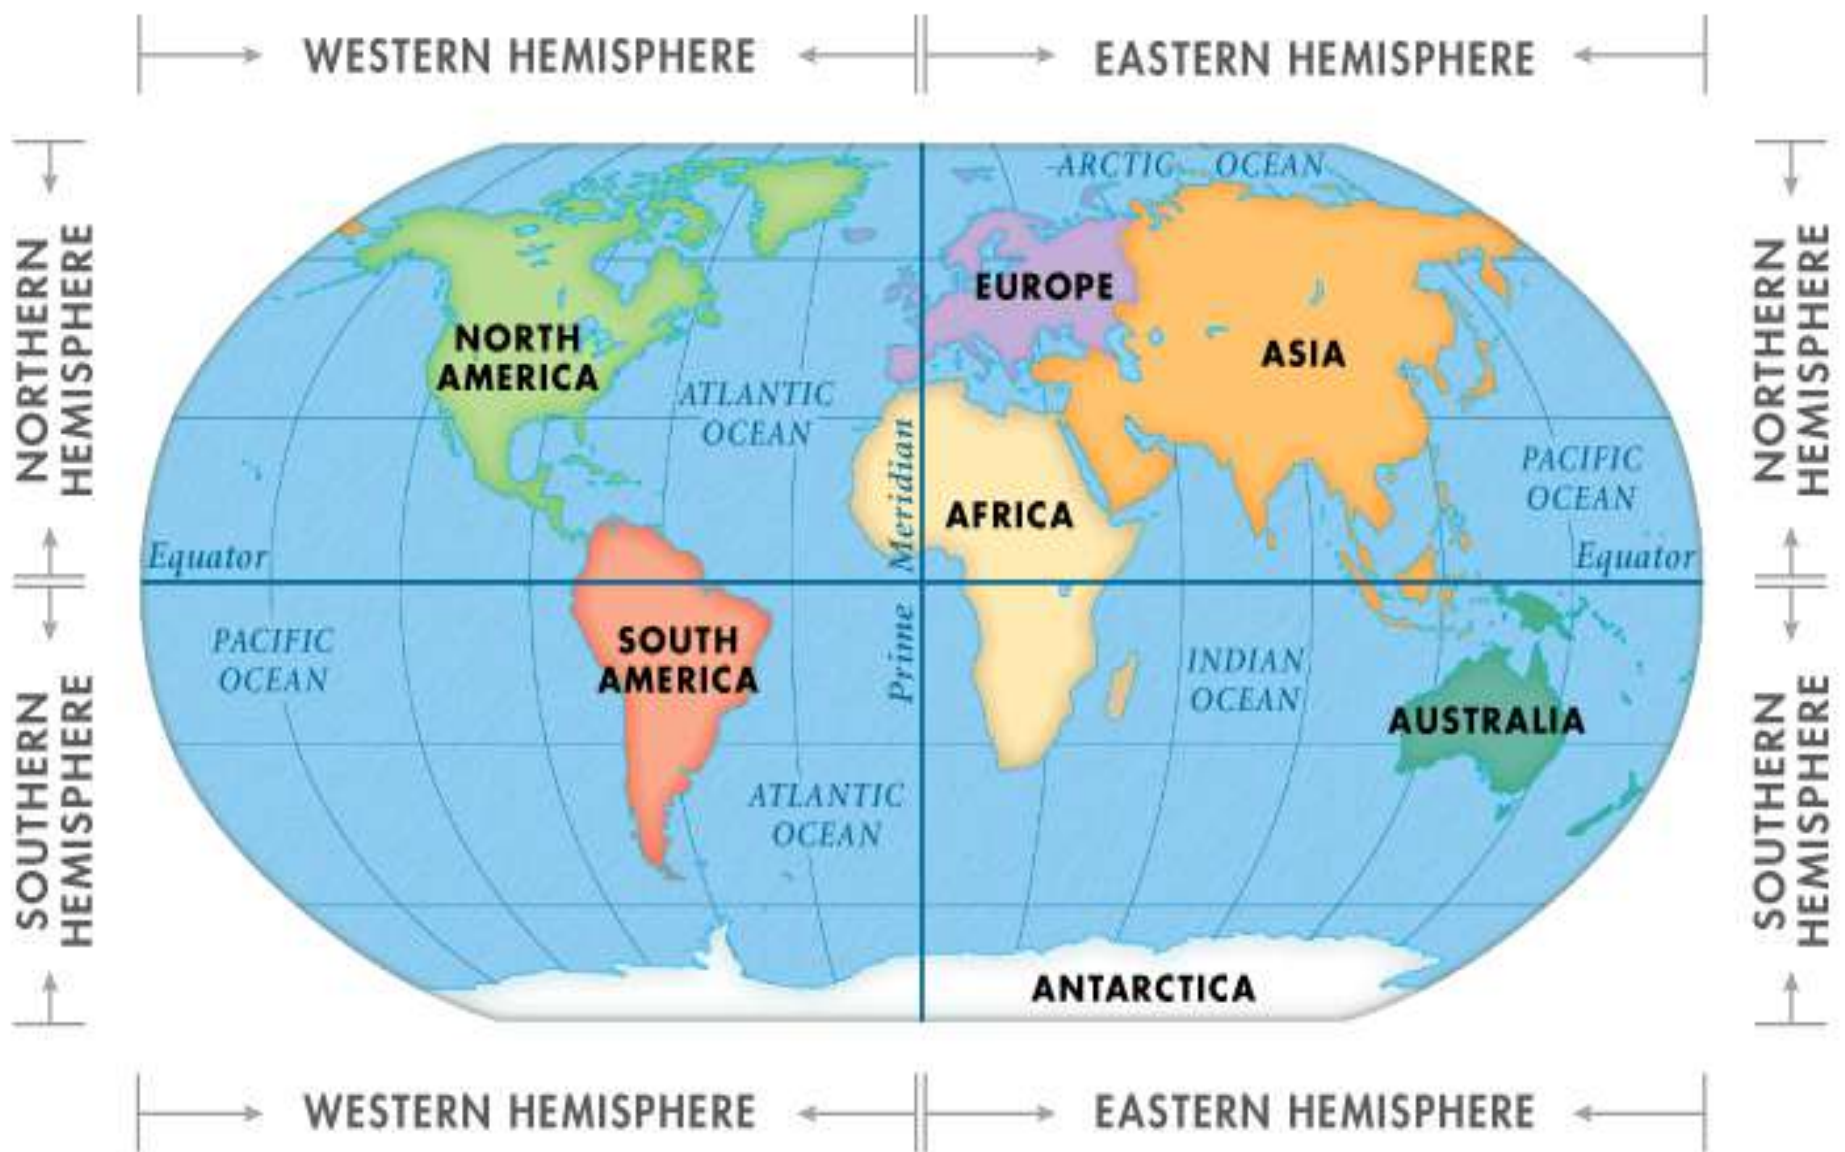 WESTERN HEMISPHERE
EASTERN HEMISPHERE
NORTHERN
HEMISPHERE
NORTHERN
HEMISPHERE
ARCTIC OCEAN
EUROPE
NORTH
AMERICA
ASIA
ATLANTIC
OCEAN
PACIFIC
OCEAN
AFRICA
Equator
Equator
Prime Meridian
SOUTHERN
HEMISPHERE
SOUTHERN
HEMISPHERE
PACIFIC
OCEAN
SOUTH
AMERICA
INDIAN
OCEAN
AUSTRALIA
ATLANTIC
OCEAN
ANTARCTICA
WESTERN HEMISPHERE
EASTERN HEMISPHERE